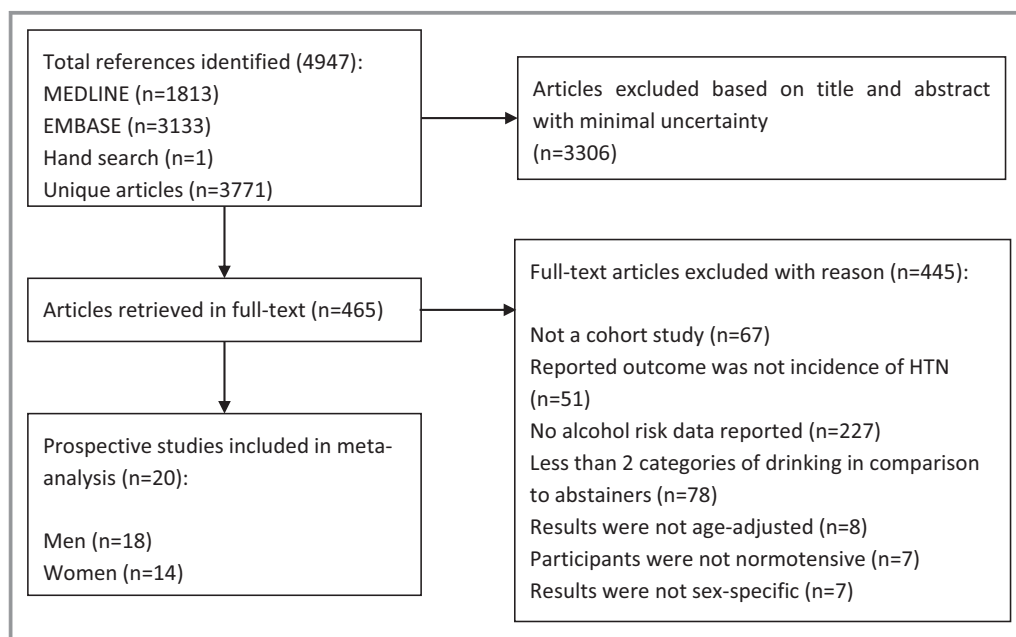 Total references identified (4947):
MEDLINE (n=1813)
EMBASE (n=3133)
Hand search (n=1)
Unique articles (n=3771)
Articles excluded based on title and abstract
with minimal uncertainty
(n=3306)
Articles retrieved in full-text (n=465)
Full-text articles excluded with reason (n=445):
Not a cohort study (n=67)
Reported outcome was not incidence of HTN
(n=51)
No alcohol risk data reported (n=227)
Less than 2 categories of drinking in comparison
to abstainers (n=78)
Results were not age-adjusted (n=8)
Participants were not normotensive (n=7)
Results were not sex-specific (n=7)
Prospective studies included in meta-
analysis (n=20):
Men (n=18)
Women (n=14)